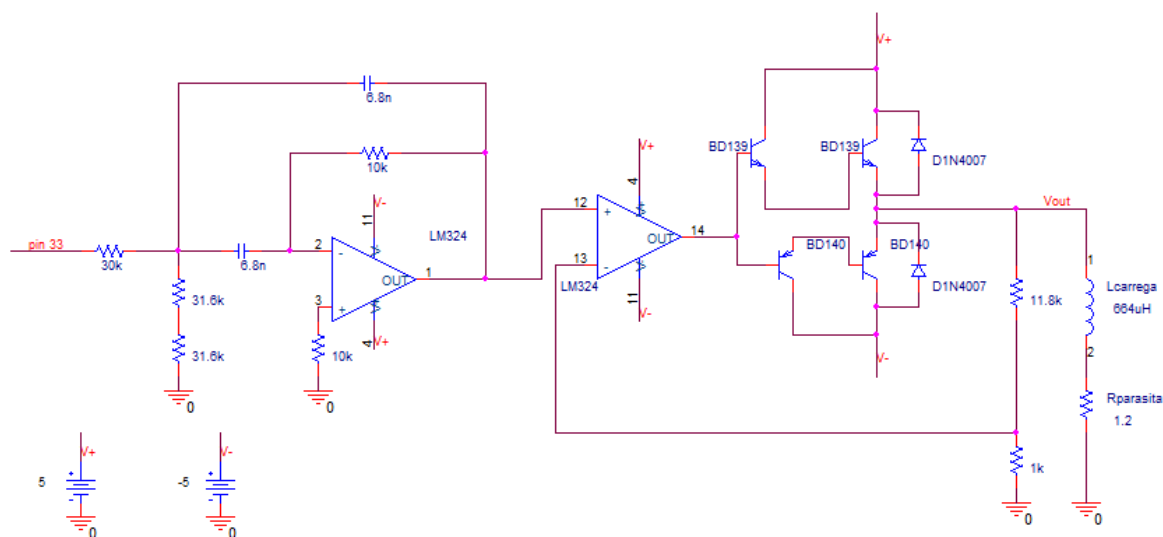 V+
6.8n
BD139
BD139
D1N4007
10k
V+
V-
4
11
LM324
12
+
Vout
pin 33
2
-
OUT
14
BD140
BD140
30k
6.8n
OUT
1
13
-
1
3
+
LM324
D1N4007
11.8k
Lcarrega
31.6k
11
664uH
V-
4
V+
2
31.6k
10k
V-
Rparasita
0
0
1.2
V+
V-
1k
5
-5
0
0
0
0